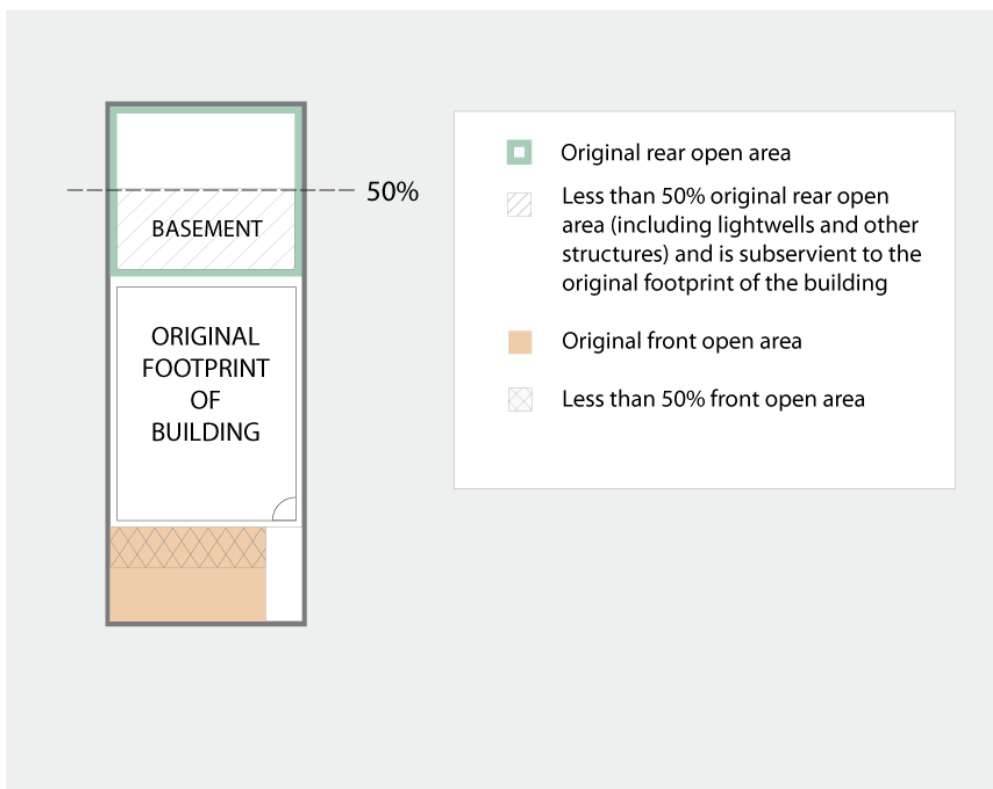 50%
BASEMENT
ORIGINAL
FOOTPRINT
OF
BUILDING
Original rear open area
Less than 50% original rear open
area (including lightwells and other
structures) and is subservient to the
original footprint of the building
Original front open area
Less than 50% front open area